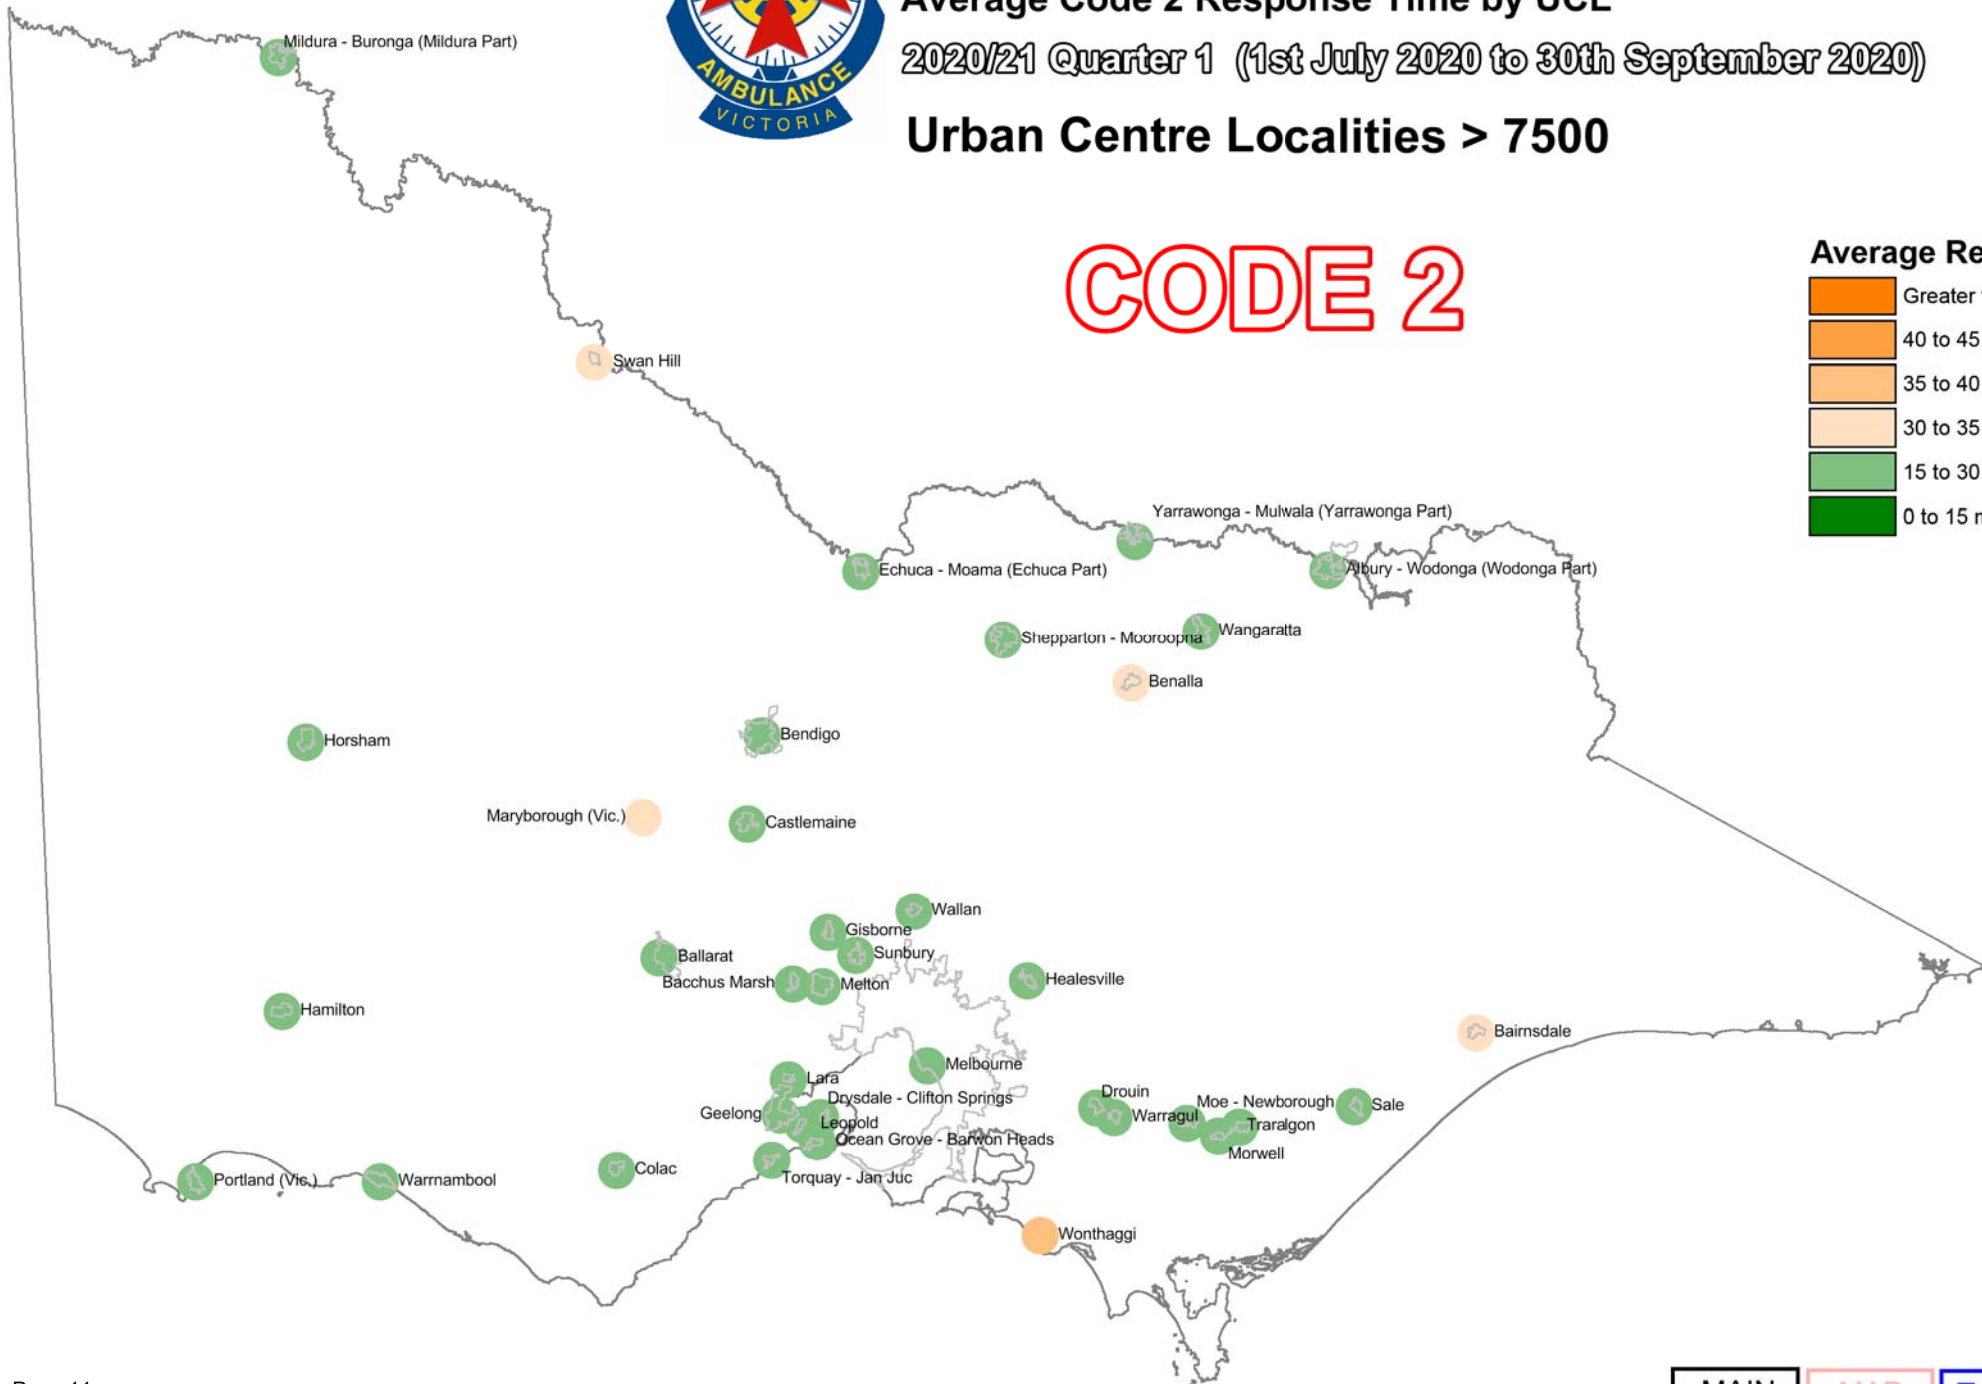 Average Code 2 Response Time by UCL
2020/21 Quarter 1 (1st July 2020 to 30th September 2020)
AMBULANCE
VICTORIA
Urban Centre Localities > 7500
CODE 2
Average Re
Greater
40 to 45
35 to 40
30 to 35
15 to 30
0 to 15
Mildura - Buronga (Mildura Part)
Swan Hill
Yarrawonga - Mulwala (Yarrawonga Part)
Echuca - Moama (Echuca Part)
Albury - Wodonga (Wodonga Part)
Shepparton - Mooroopna
Wangaratta
Benalla
Horsham
Bendigo
Maryborough (Vic.)
Castlemaine
Wallan
Gisborne
Sunbury
Ballarat
Bacchus Marsh
Melton
Healesville
Hamilton
Bairnsdale
Melbourne
Lara
Drysdale - Clifton Springs
Geelong
Leopold
Ocean Grove - Barwon Heads
Torquay - Jan Juc
Drouin
Warragul
Moe - Newborough
Traralgon
Morwell
Sale
Portland (Vic.)
Warrnambool
Colac
Wonthaggi
MAIN
MAP